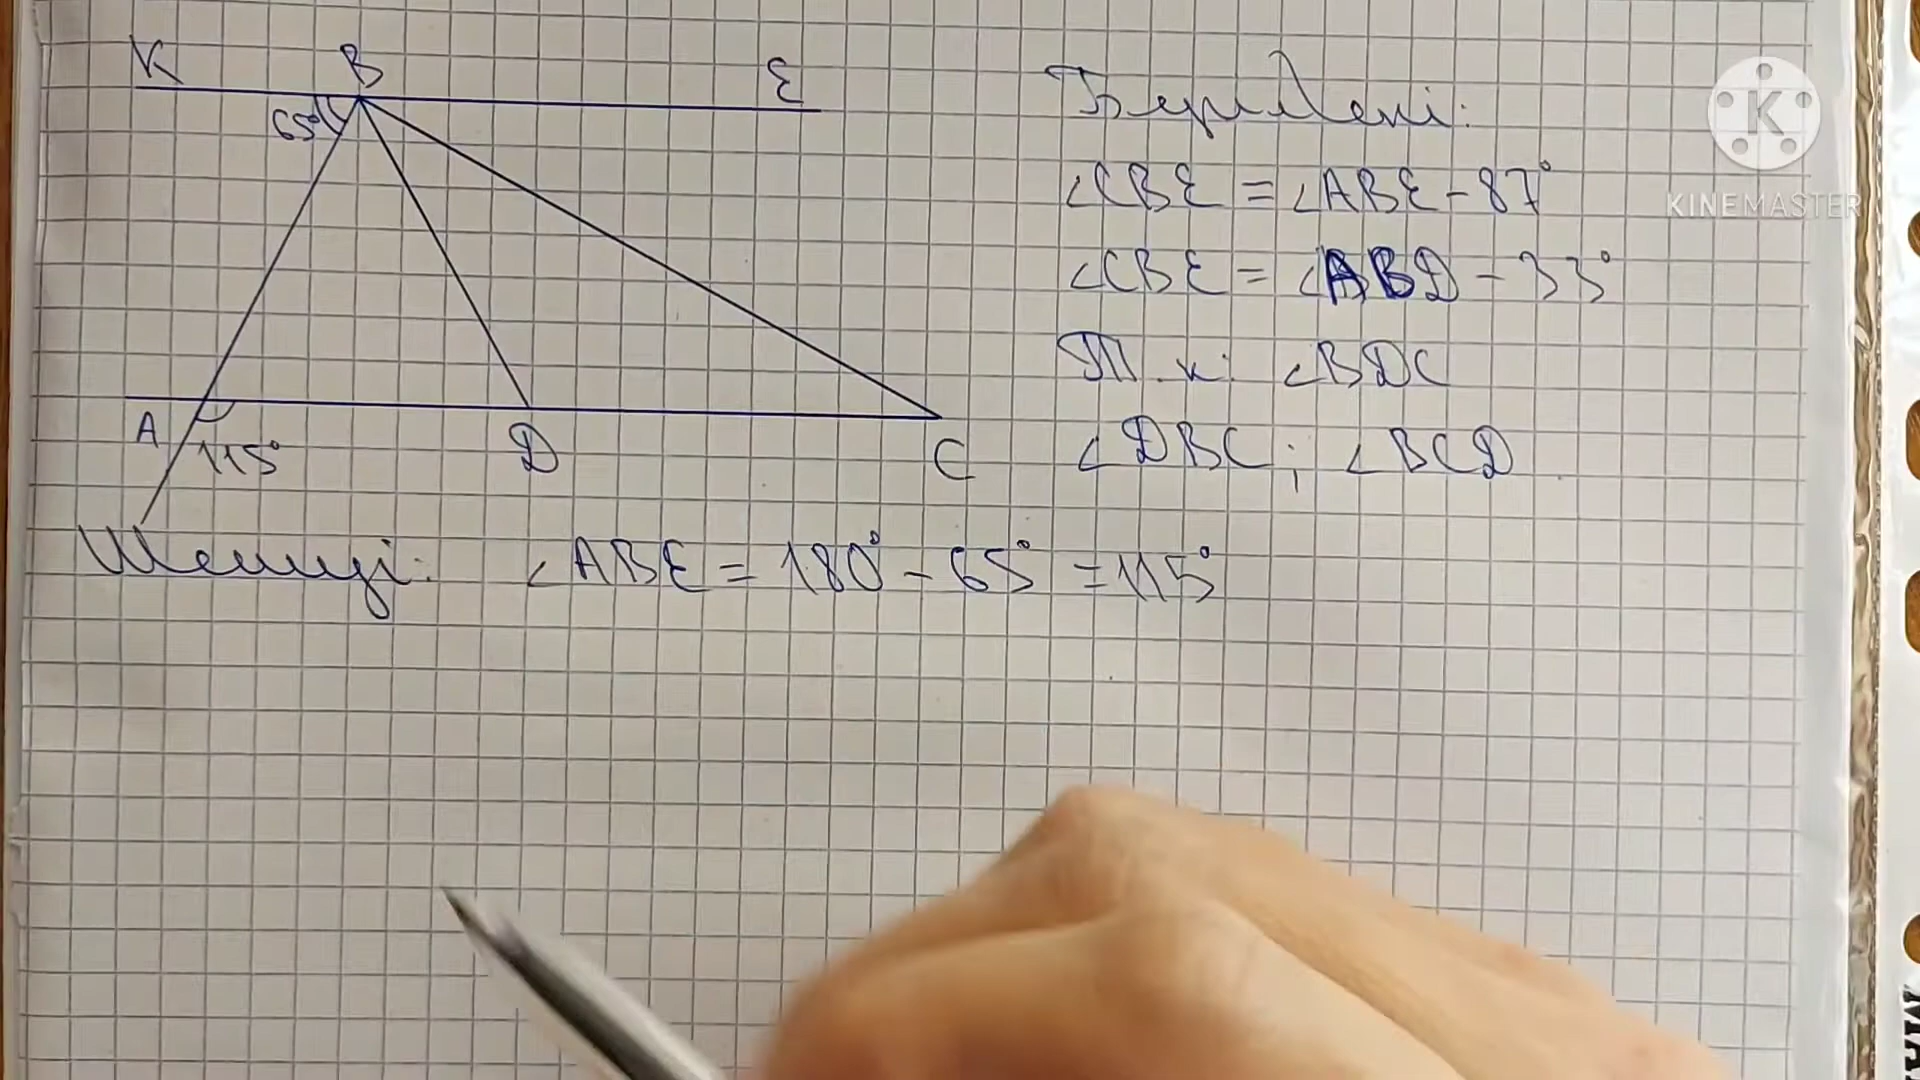 K B E
65°
A 115° D C
Берілгені:
∠CBE = ∠ABE - 87°
∠CBE = ∠ABD - 33°
Т.к: ∠BDC
∠DBC; ∠BCD
Шешуі: ∠ABE = 180° - 65° = 115°
K
KINEMASTER